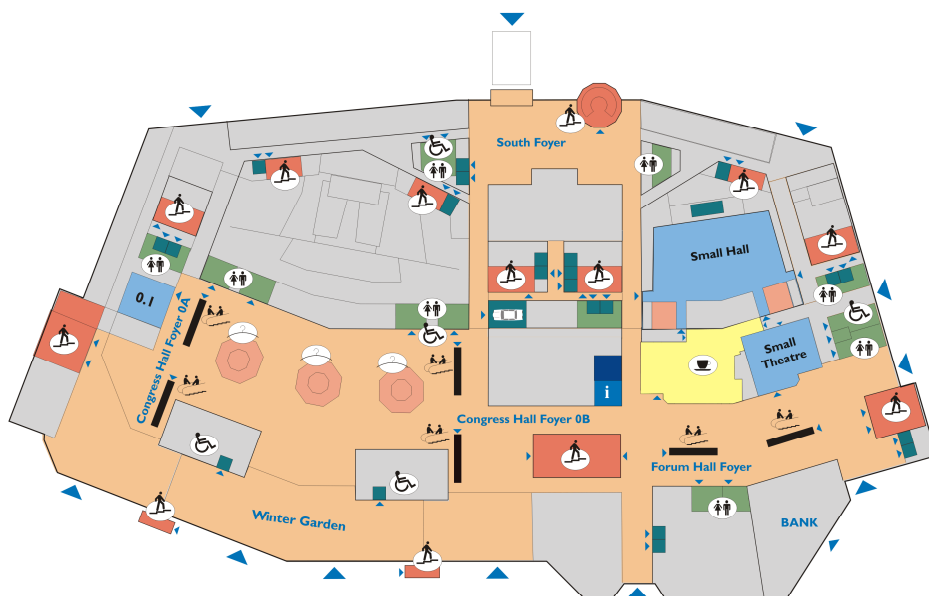 South Foyer
Small Hall
0.1
Congress Hall Foyer 0A
Small
Theatre
i
Congress Hall Foyer 0B
Forum Hall Foyer
Winter Garden
BANK